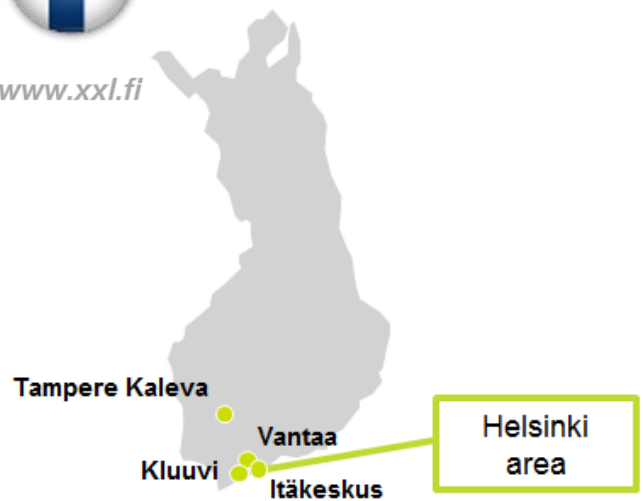 www.xxl.fi
Tampere Kaleva
Vantaa
Kluuvi
Itäkeskus
Helsinki
area